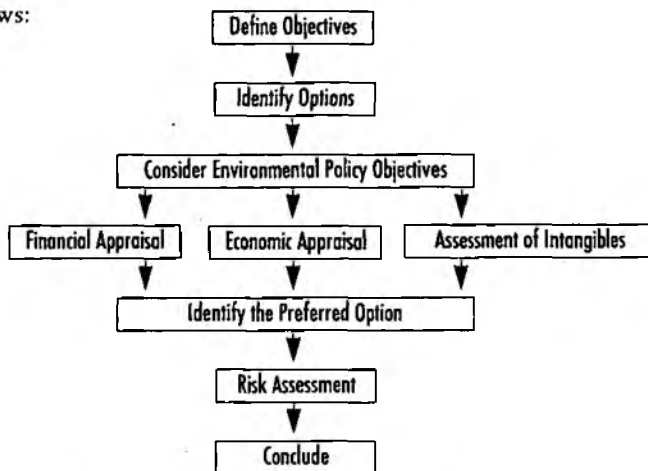 ws:
Define Objectives
Identify Options
Consider Environmental Policy Objectives
Financial Appraisal Economic Appraisal Assessment of Intangibles
Identify the Preferred Option
Risk Assessment
Conclude